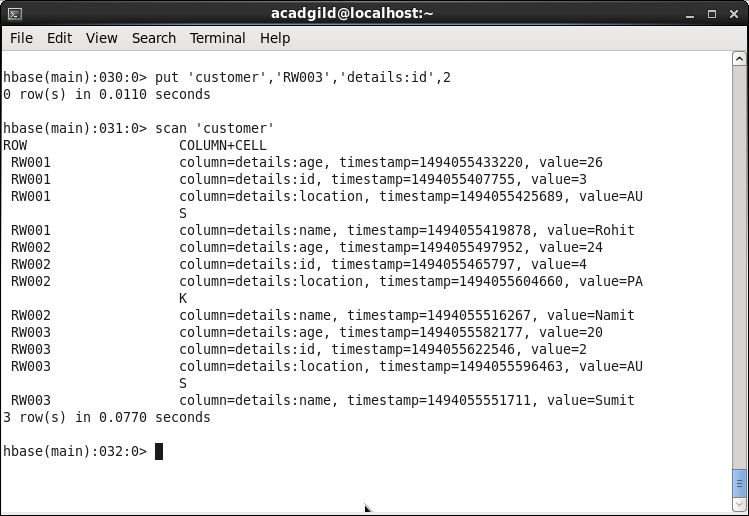 acadgild@localhost:~
File Edit View Search Terminal Help
hbase(main):030:0> put 'customer','RW003','details:id',2
0 row(s) in 0.0110 seconds
hbase(main):031:0> scan 'customer'
ROW COLUMN+CELL
RW001 column=details:age, timestamp=1494055433220, value=26
RW001 column=details:id, timestamp=1494055407755, value=3
RW001 column=details:location, timestamp=1494055425689, value=AU
S
RW001 column=details:name, timestamp=1494055419878, value=Rohit
RW002 column=details:age, timestamp=1494055497952, value=24
RW002 column=details:id, timestamp=1494055465797, value=4
RW002 column=details:location, timestamp=1494055604660, value=PA
K
RW002 column=details:name, timestamp=1494055516267, value=Namit
RW003 column=details:age, timestamp=1494055582177, value=20
RW003 column=details:id, timestamp=1494055622546, value=2
RW003 column=details:location, timestamp=1494055596463, value=AU
S
RW003 column=details:name, timestamp=1494055551711, value=Sumit
3 row(s) in 0.0770 seconds
hbase(main):032:0>